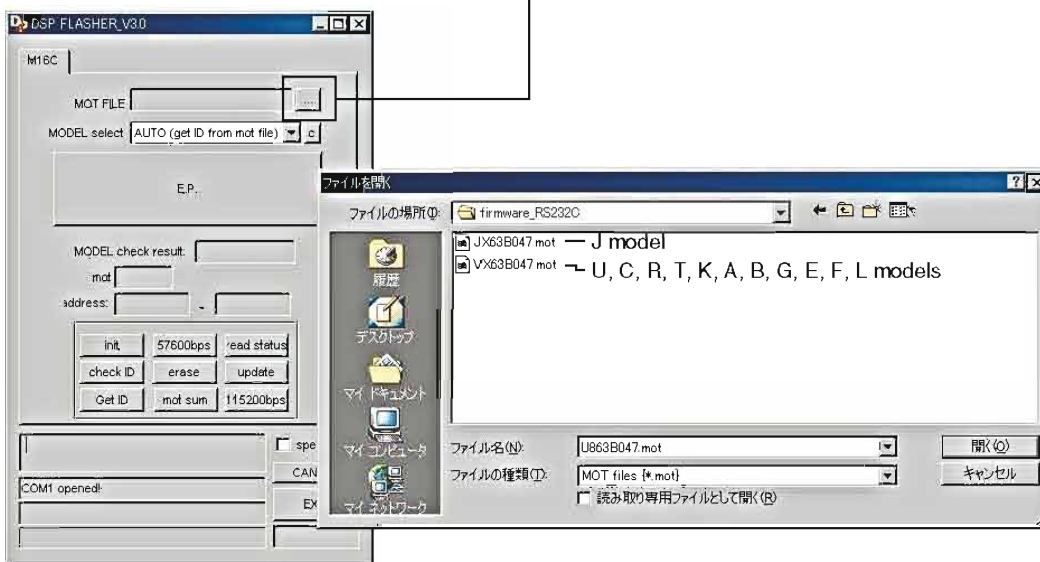 DSP FLASHER_V3.0
M16C
MOT FILE
...
MODEL select AUTO (get ID from mot file) c
E.P.
MODEL check result:
mot
address: -
init. 57600bps read status
check ID erase update
Get ID mot sum 115200bps
spe
CAN
COM1 opened!
EX
ファイルを開く
ファイルの場所(I): firmware_RS232C
JX63B047 mot — J model
VX63B047 mot U, C, R, T, K, A, B, G, E, F, L models
履歴
デスクトップ
マイ ドキュメント
マイ コンピュータ
マイ ネットワーク
ファイル名(N): U863B047.mot 開く(O)
ファイルの種類(T): MOT files {*.mot} キャンセル
読み取り専用ファイルとして開く(R)